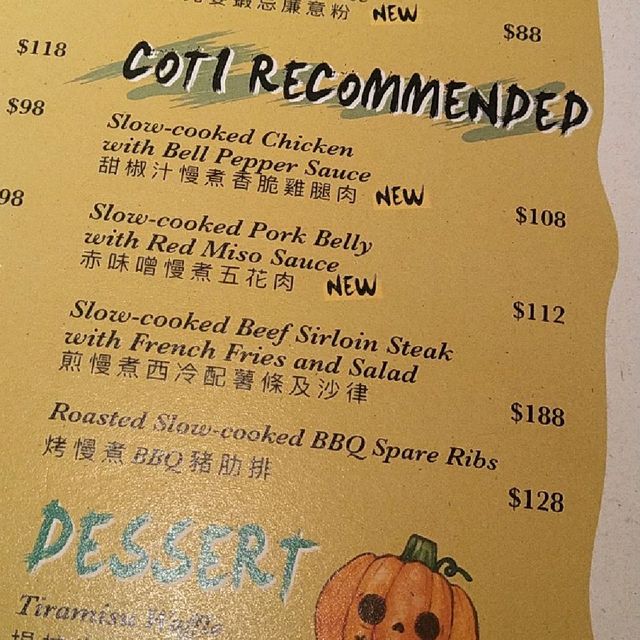 NEW
$88
$118
COTI RECOMMENDED
$98
Slow-cooked Chicken
with Bell Pepper Sauce
甜椒汁慢煮香脆雞腿肉 NEW
$108
98
Slow-cooked Pork Belly
with Red Miso Sauce
赤味噌慢煮五花肉 NEW
$112
Slow-cooked Beef Sirloin Steak
with French Fries and Salad
煎慢煮西冷配薯條及沙律
$188
Roasted Slow-cooked BBQ Spare Ribs
烤慢煮BBQ豬肋排
$128
DESSERT
Tiramisu Waffle